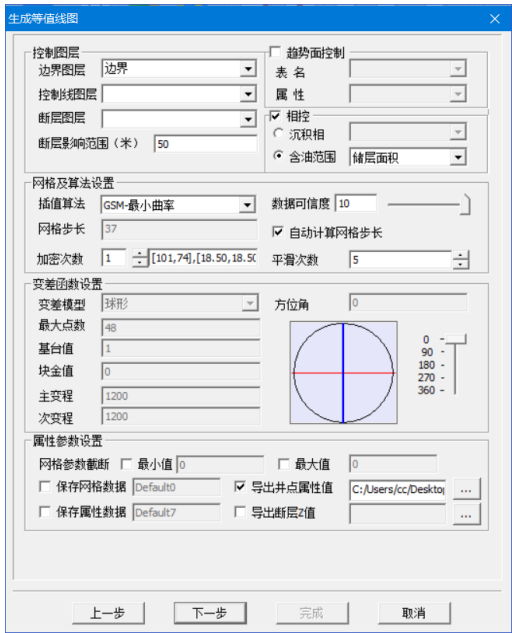 生成等值线图
控制图层
边界图层 边界
控制线图层
断层图层
断层影响范围（米） 50
趋势面控制
表 名
属 性
相控
沉积相
含油范围 储层面积
网格及算法设置
插值算法 GSM-最小曲率 数据可信度 10
网格步长 37 自动计算网格步长
加密次数 1 [101,74],[18.50,18.50 平滑次数 5
变差函数设置
变差模型 球形 方位角 0
最大点数 48
基台值 1
块金值 0
主变程 1200
次变程 1200
0
90
180
270
360
属性参数设置
网格参数截断 最小值 0 最大值 0
保存网格数据 Default0 导出井点属性值 C:/Users/cc/Desktop ...
保存属性数据 Default7 导出断层Z值 ...
上一步 下一步 完成 取消